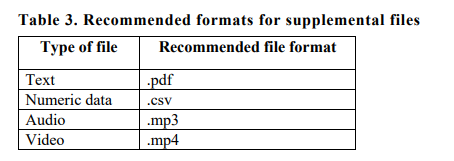 Table 3. Recommended formats for supplemental files
Type of file Recommended file format
Text .pdf
Numeric data .csv
Audio .mp3
Video .mp4